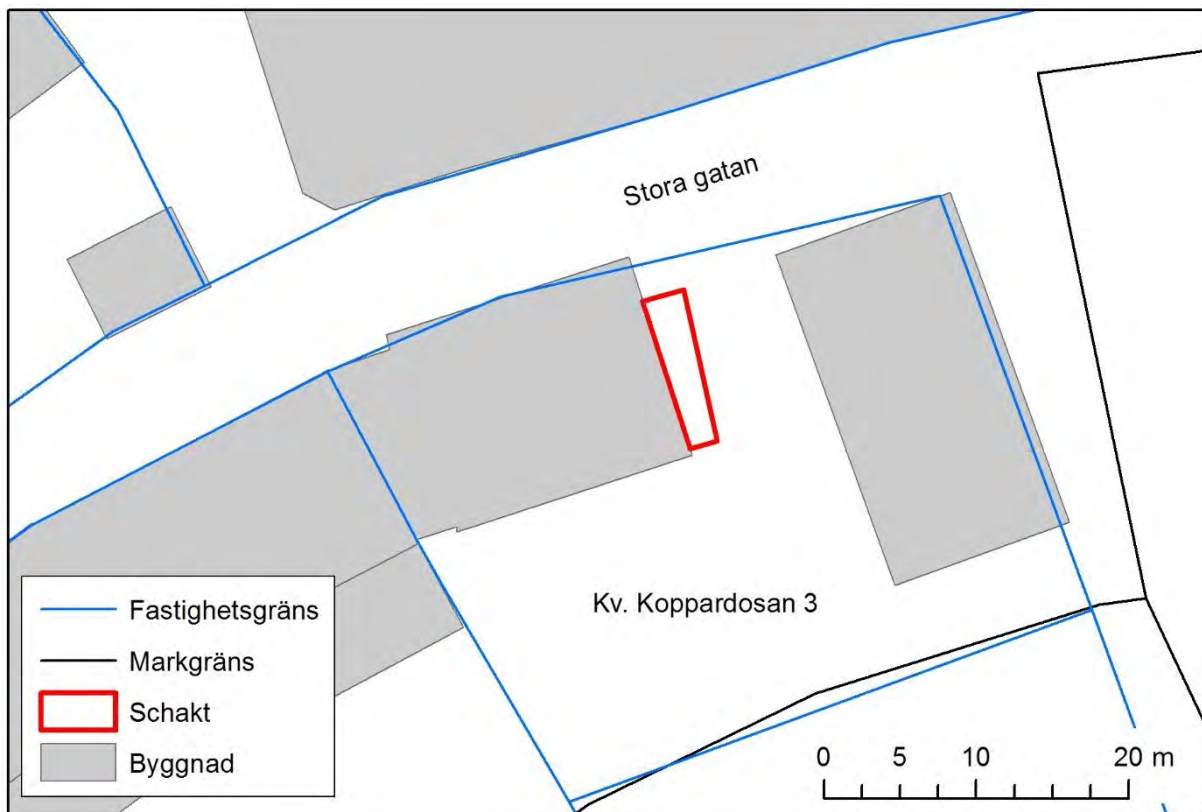 Stora gatan
Kv. Koppardosan 3
Fastighetsgräns
Markgräns
Schakt
Byggnad
0 5 10 20 m